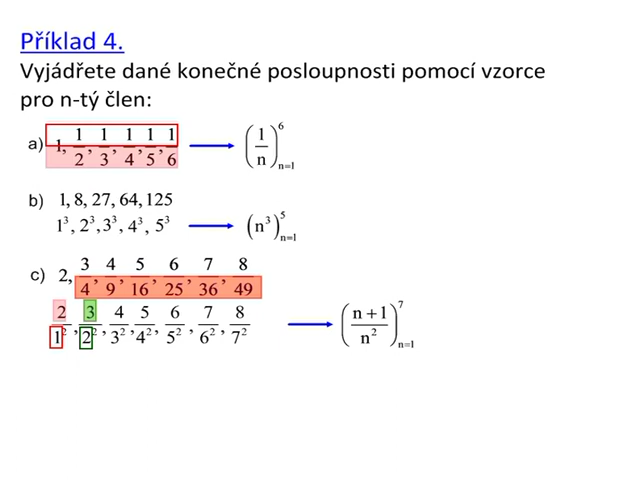 Příklad 4.
Vyjádřete dané konečné posloupnosti pomocí vzorce
pro n-tý člen:
a) 1, 1/2, 1/3, 1/4, 1/5, 1/6 → (1/n)⁶ₙ₌₁
b) 1, 8, 27, 64, 125
1³, 2³, 3³, 4³, 5³ → (n³)⁵ₙ₌₁
c) 2, 3/4, 4/9, 5/16, 6/25, 7/36, 8/49
2/1², 3/2², 4/3², 5/4², 6/5², 7/6², 8/7² → ((n+1)/n²)⁷ₙ₌₁